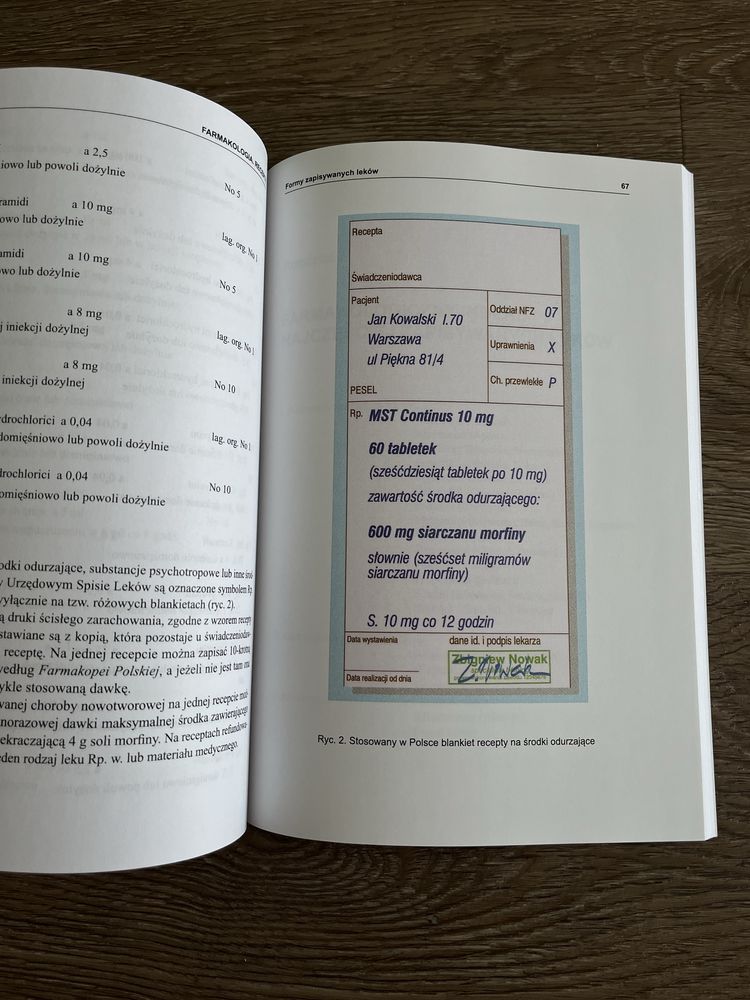 FARMAKOLOGIA
a 2,5
iowo lub powoli dożylnie
No 5
ramidi a 10 mg
owo lub dożylnie
lag. org. No 1
amidi a 10 mg
wo lub dożylnie
No 5
a 8 mg
j iniekcji dożylnej
lag. org. No 1
a 8 mg
iniekcji dożylnej
No 10
drochlorici a 0,04
domięśniowo lub powoli dożylnie
lag. org. No 1
drochlorici a 0,04
omięśniowo lub powoli dożylnie
No 10
odki odurzające, substancje psychotropowe lub inne
Urzędowym Spisie Leków są oznaczone symbolem Rp
wyłącznie na tzw. różowych blankietach (ryc. 2).
ą druki ścisłego zarachowania, zgodne z wzorem recepty
stawiane są z kopią, która pozostaje u
receptę. Na jednej recepcie można zapisać
według Farmakopei Polskiej, a jeżeli nie jest tam
ykle stosowaną dawkę.
wanej choroby nowotworowej na jednej recepcie
norazowej dawki maksymalnej środka zawierającego
ekraczającą 4 g soli morfiny. Na receptach
eden rodzaj leku Rp. w. lub materiału medycznego.
Formy zapisywanych leków 67
Recepta
Świadczeniodawca
Pacjent
Jan Kowalski l.70
Warszawa
ul Piękna 81/4
PESEL
Oddział NFZ 07
Uprawnienia X
Ch. przewlekłe P
Rp. MST Continus 10 mg
60 tabletek
(sześćdziesiąt tabletek po 10 mg)
zawartość środka odurzającego:
600 mg siarczanu morfiny
słownie (sześćset miligramów
siarczanu morfiny)
S. 10 mg co 12 godzin
Data wystawienia
dane id. i podpis lekarza
Zbigniew Nowak
Data realizacji od dnia
Ryc. 2. Stosowany w Polsce blankiet recepty na środki odurzające